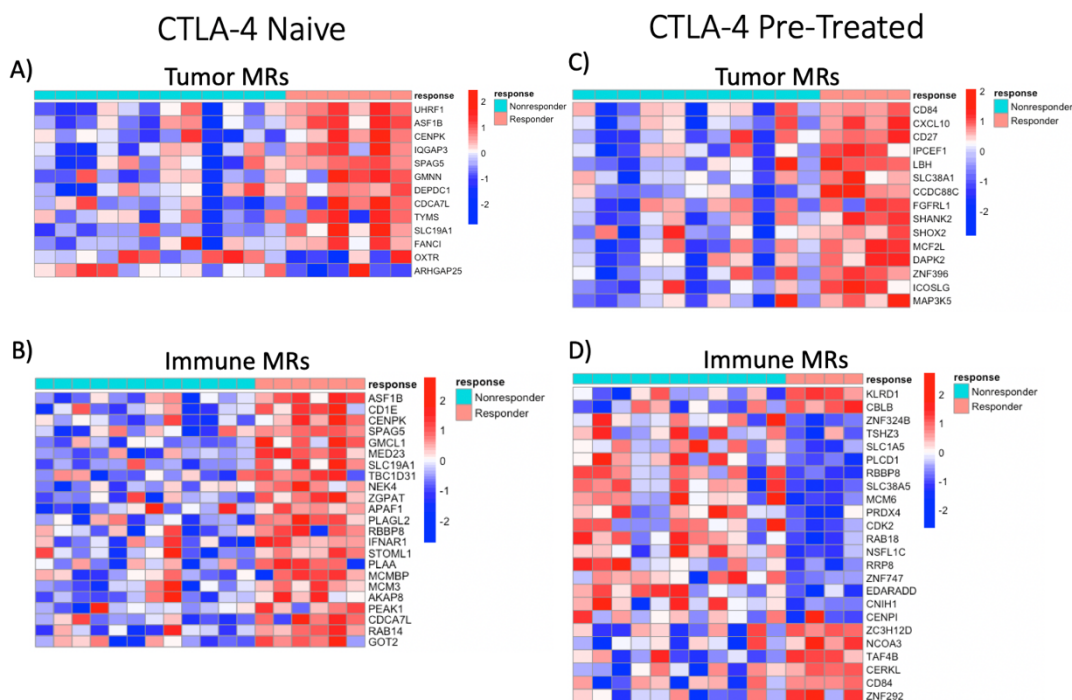 CTLA-4 Naive
CTLA-4 Pre-Treated
A)
Tumor MRs
response
UHRF1
ASF1B
CENPK
IQGAP3
SPAG5
GMNN
DEPDC1
CDCA7L
TYMS
SLC19A1
FANCI
OXTR
ARHGAP25
2
1
0
-1
-2
response
Nonresponder
Responder
C)
Tumor MRs
response
CD84
CXCL10
CD27
IPCEF1
LBH
SLC38A1
CCDC88C
FGFRL1
SHANK2
SHOX2
MCF2L
DAPK2
ZNF396
ICOSLG
MAP3K5
2
1
0
-1
-2
response
Nonresponder
Responder
B)
Immune MRs
response
ASF1B
CD1E
CENPK
SPAG5
GMCL1
MED23
SLC19A1
TBC1D31
NEK4
ZGPAT
APAF1
PLAGL2
RBBP8
IFNAR1
STOML1
PLAA
MCMBP
MCM3
AKAP8
PEAK1
CDCA7L
RAB14
GOT2
2
1
0
-1
-2
response
Nonresponder
Responder
D)
Immune MRs
response
KLRD1
CBLB
ZNF324B
TSHZ3
SLC1A5
PLCD1
RBBP8
SLC38A5
MCM6
PRDX4
CDK2
RAB18
NSFL1C
RRP8
ZNF747
EDARADD
CNIH1
CENPI
ZC3H12D
NCOA3
TAF4B
CERKL
CD84
ZNF292
2
1
0
-1
-2
response
Nonresponder
Responder